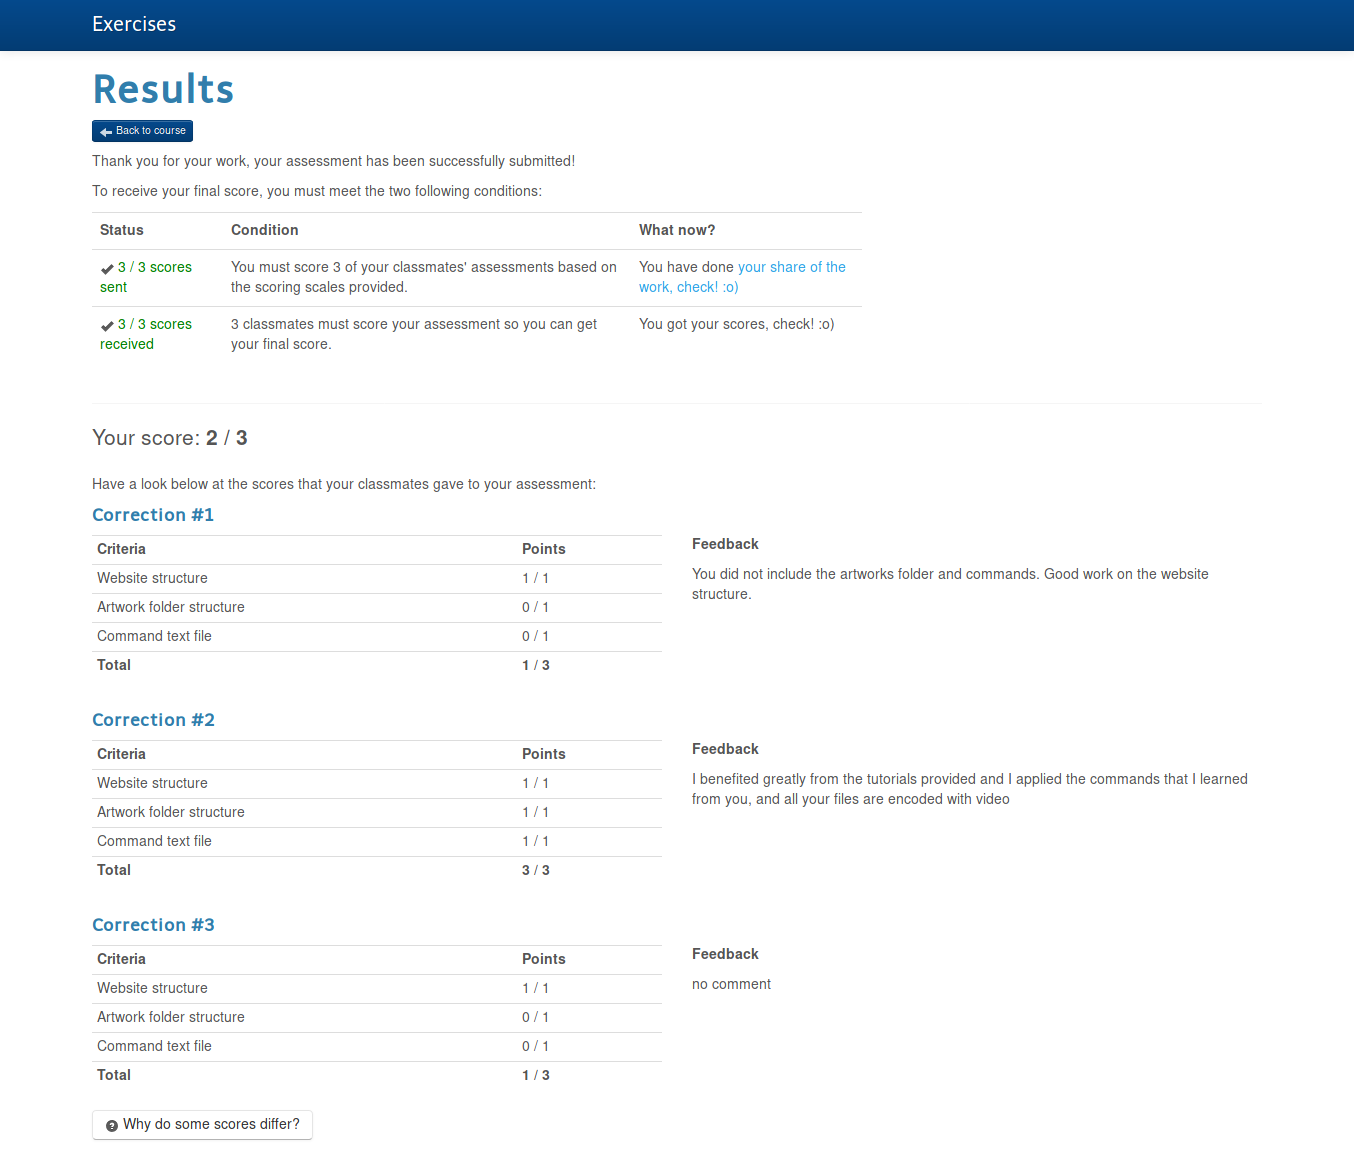 Exercises
Results
Back to course
Thank you for your work, your assessment has been successfully submitted!
To receive your final score, you must meet the two following conditions:
Status Condition What now?
3 / 3 scores sent You must score 3 of your classmates' assessments based on the scoring scales provided. You have done your share of the work, check! :o)
3 / 3 scores received 3 classmates must score your assessment so you can get your final score. You got your scores, check! :o)
Your score: 2 / 3
Have a look below at the scores that your classmates gave to your assessment:
Correction #1
Criteria Points
Website structure 1 / 1
Artwork folder structure 0 / 1
Command text file 0 / 1
Total 1 / 3
Feedback
You did not include the artworks folder and commands. Good work on the website
structure.
Correction #2
Criteria Points
Website structure 1 / 1
Artwork folder structure 1 / 1
Command text file 1 / 1
Total 3 / 3
Feedback
I benefited greatly from the tutorials provided and I applied the commands that I learned
from you, and all your files are encoded with video
Correction #3
Criteria Points
Website structure 1 / 1
Artwork folder structure 0 / 1
Command text file 0 / 1
Total 1 / 3
Feedback
no comment
Why do some scores differ?